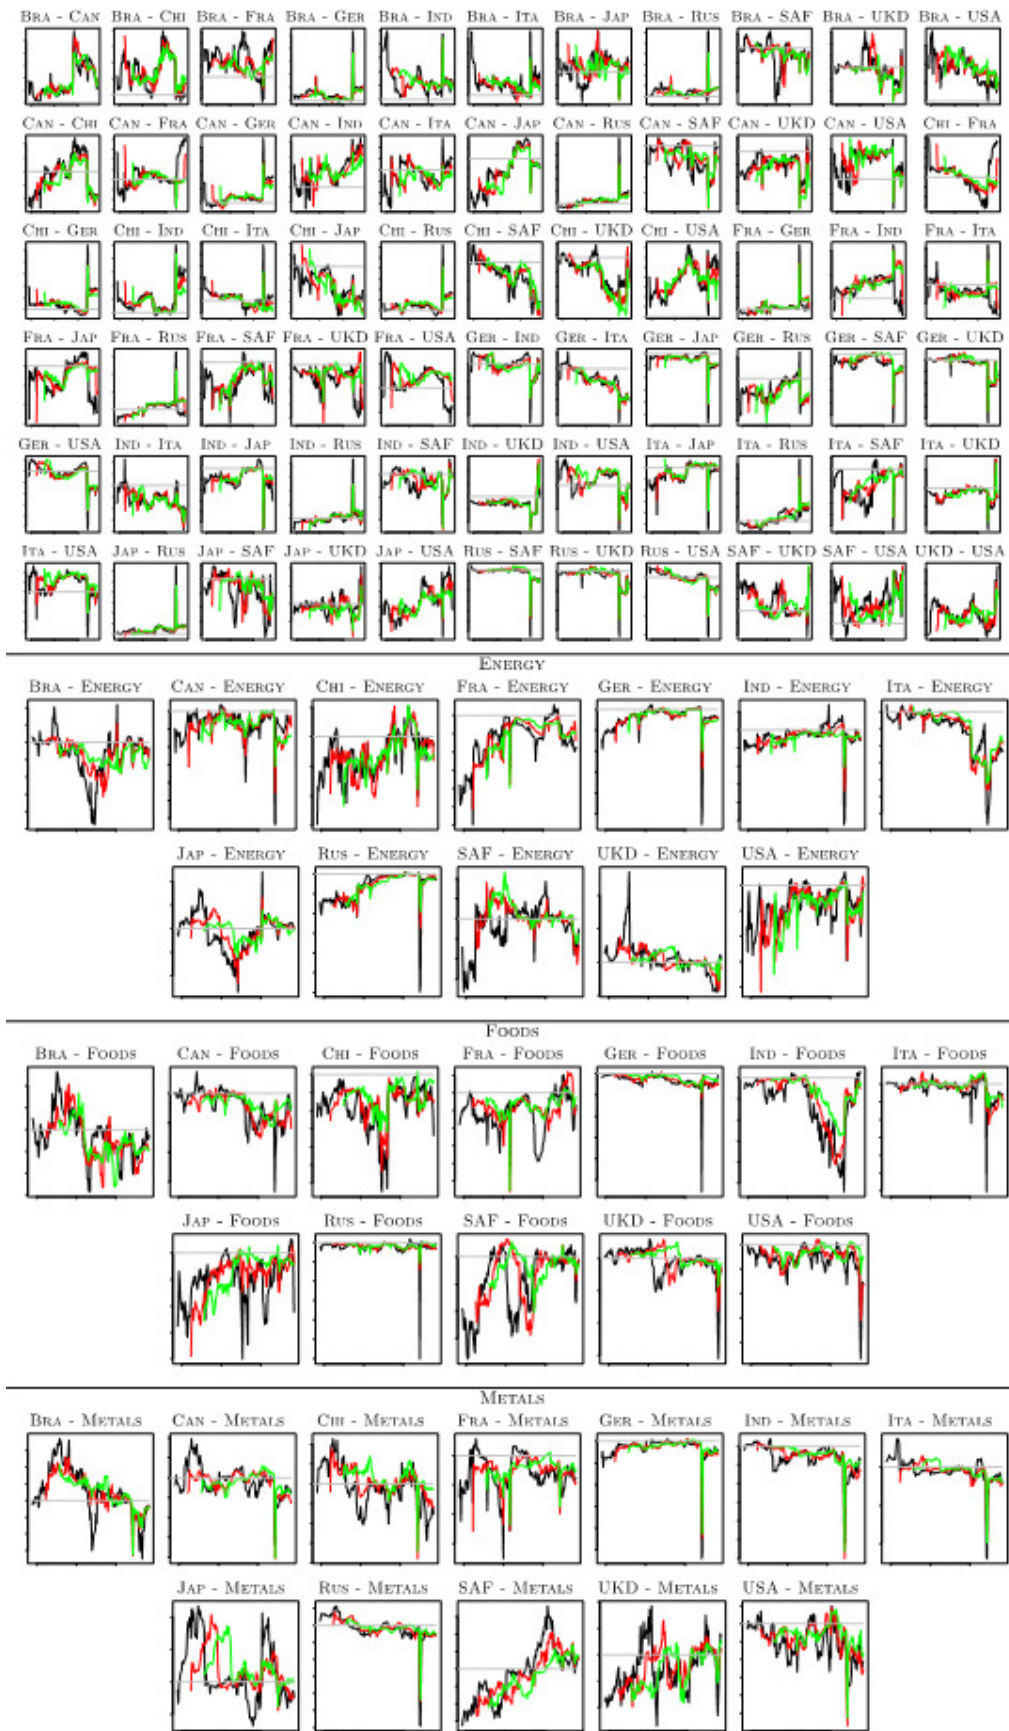 BRA - CAN BRA - CHI BRA - FRA BRA - GER BRA - IND BRA - ITA BRA - JAP BRA - RUS BRA - SAF BRA - UKD BRA - USA
CAN - CHI CAN - FRA CAN - GER CAN - IND CAN - ITA CAN - JAP CAN - RUS CAN - SAF CAN - UKD CAN - USA CHI - FRA
CHI - GER CHI - IND CHI - ITA CHI - JAP CHI - RUS CHI - SAF CHI - UKD CHI - USA FRA - GER FRA - IND FRA - ITA
FRA - JAP FRA - RUS FRA - SAF FRA - UKD FRA - USA GER - IND GER - ITA GER - JAP GER - RUS GER - SAF GER - UKD
GER - USA IND - ITA IND - JAP IND - RUS IND - SAF IND - UKD IND - USA ITA - JAP ITA - RUS ITA - SAF ITA - UKD
ITA - USA JAP - RUS JAP - SAF JAP - UKD JAP - USA RUS - SAF RUS - UKD RUS - USA SAF - UKD SAF - USA UKD - USA
ENERGY
BRA - ENERGY CAN - ENERGY CHI - ENERGY FRA - ENERGY GER - ENERGY IND - ENERGY ITA - ENERGY
JAP - ENERGY RUS - ENERGY SAF - ENERGY UKD - ENERGY USA - ENERGY
FOODS
BRA - FOODS CAN - FOODS CHI - FOODS FRA - FOODS GER - FOODS IND - FOODS ITA - FOODS
JAP - FOODS RUS - FOODS SAF - FOODS UKD - FOODS USA - FOODS
METALS
BRA - METALS CAN - METALS CHI - METALS FRA - METALS GER - METALS IND - METALS ITA - METALS
JAP - METALS RUS - METALS SAF - METALS UKD - METALS USA - METALS